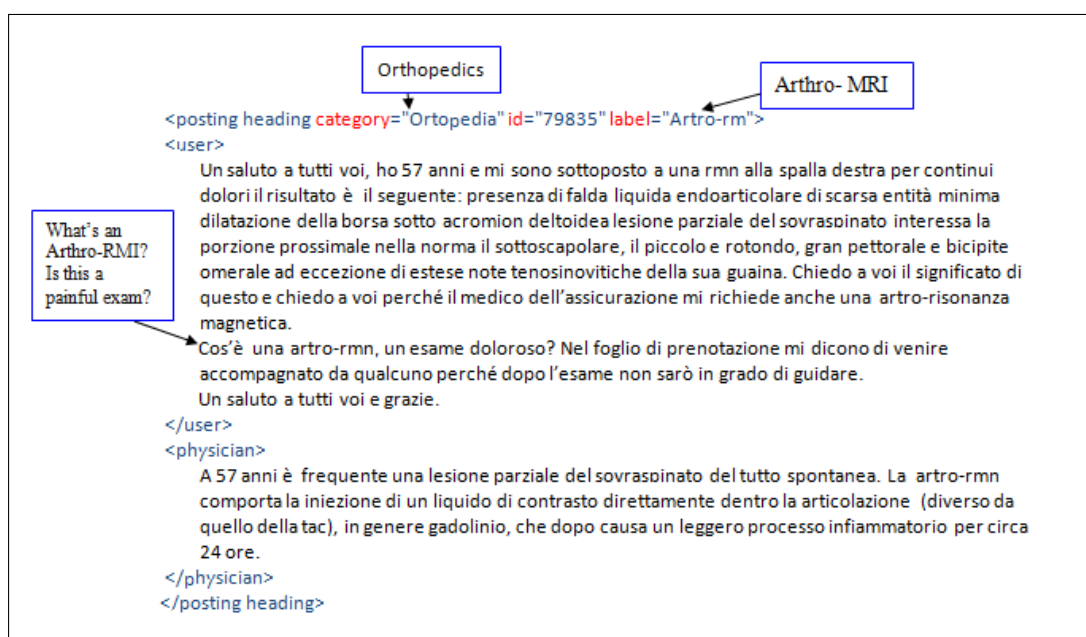 Orthopedics
Arthro- MRI
<posting heading category="Ortopedia" id="79835" label="Artro-rm">
<user>
Un saluto a tutti voi, ho 57 anni e mi sono sottoposto a una rmn alla spalla destra per continui
dolori il risultato è il seguente: presenza di falda liquida endoarticolare di scarsa entità minima
dilatazione della borsa sotto acromion deltoidea lesione parziale del sovraspinato interessa la
porzione prossimale nella norma il sottoscapolare, il piccolo e rotondo, gran pettorale e bicipite
omerale ad eccezione di estese note tenosinovitiche della sua guaina. Chiedo a voi il significato di
questo e chiedo a voi perché il medico dell'assicurazione mi richiede anche una artro-risonanza
magnetica.
What's an
Arthro-RMI?
Is this a
painful exam?
Cos'è una artro-rmn, un esame doloroso? Nel foglio di prenotazione mi dicono di venire
accompagnato da qualcuno perché dopo l'esame non sarò in grado di guidare.
Un saluto a tutti voi e grazie.
</user>
<physician>
A 57 anni è frequente una lesione parziale del sovraspinato del tutto spontanea. La artro-rmn
comporta la iniezione di un liquido di contrasto direttamente dentro la articolazione (diverso da
quello della tac), in genere gadolinio, che dopo causa un leggero processo infiammatorio per circa
24 ore.
</physician>
</posting heading>